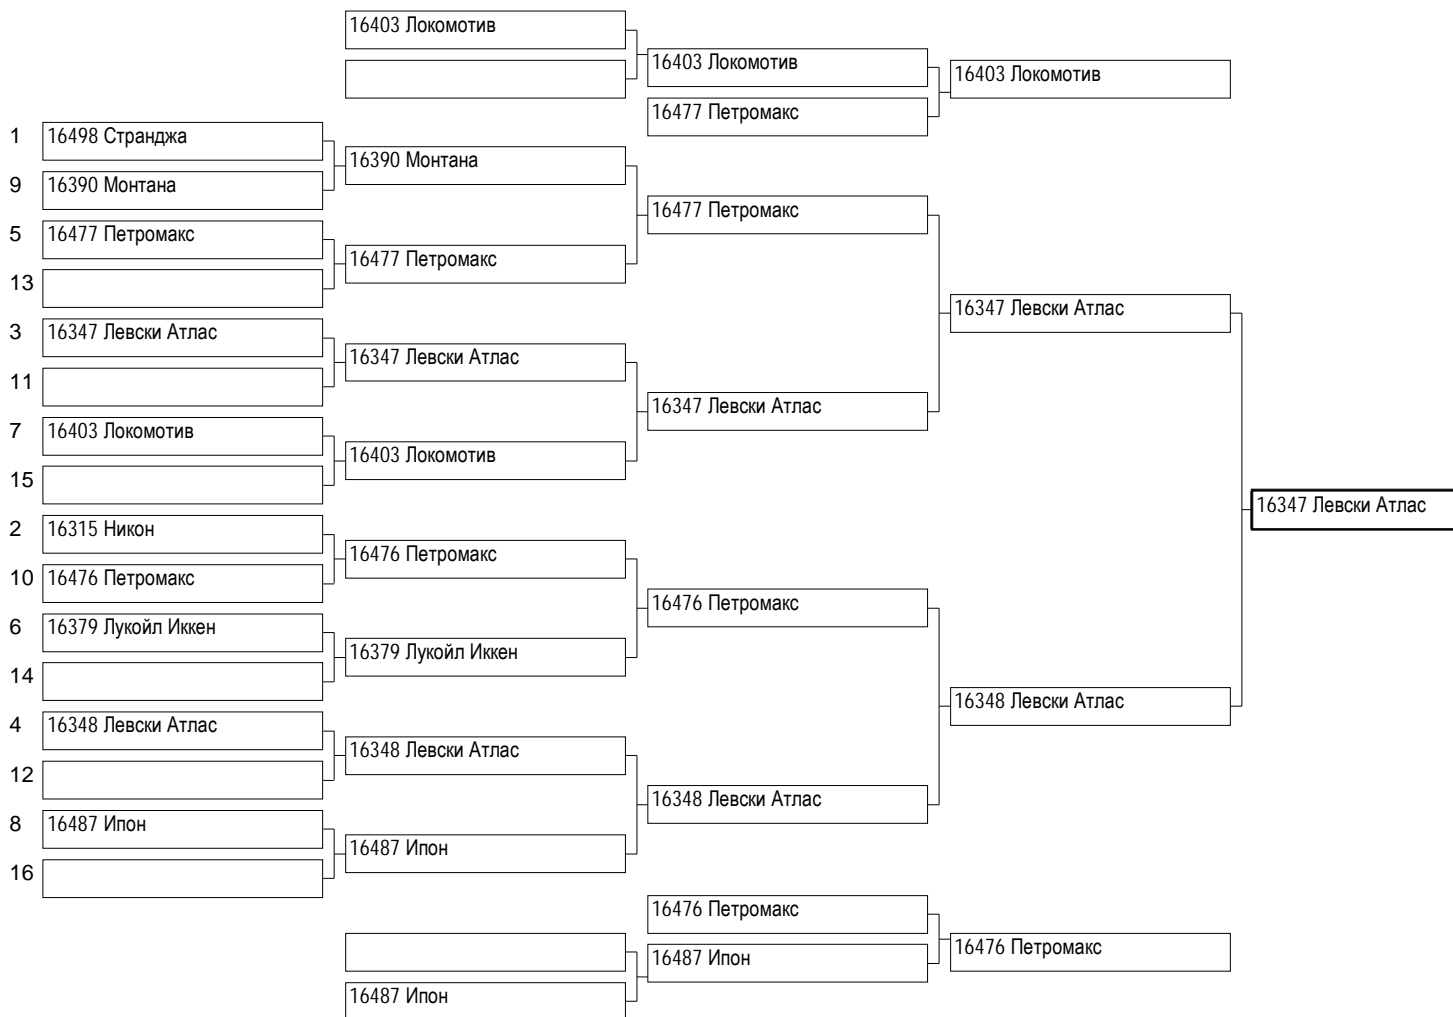 16403 Локомотив
16403 Локомотив
16403 Локомотив
16477 Петромакс
1 16498 Странджа
16390 Монтана
9 16390 Монтана
16477 Петромакс
5 16477 Петромакс
16477 Петромакс
13
16347 Левски Атлас
3 16347 Левски Атлас
16347 Левски Атлас
11
16347 Левски Атлас
7 16403 Локомотив
16403 Локомотив
15
16347 Левски Атлас
2 16315 Никон
16476 Петромакс
10 16476 Петромакс
16476 Петромакс
6 16379 Лукойл Иккен
16379 Лукойл Иккен
14
16348 Левски Атлас
4 16348 Левски Атлас
16348 Левски Атлас
12
16348 Левски Атлас
8 16487 Ипон
16487 Ипон
16
16476 Петромакс
16487 Ипон
16476 Петромакс
16487 Ипон